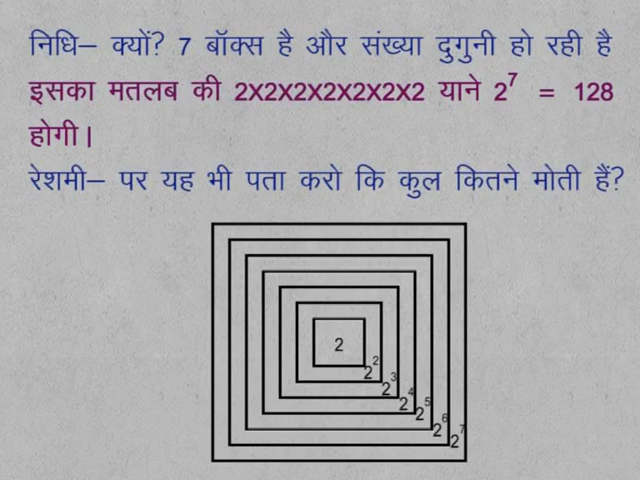 निधि– क्यों? 7 बॉक्स है और संख्या दुगुनी हो रही है
इसका मतलब की 2X2X2X2X2X2X2 याने 2⁷ = 128
होगी।
रेशमी– पर यह भी पता करो कि कुल कितने मोती हैं?
2
2²
2³
2⁴
2⁵
2⁶
2⁷